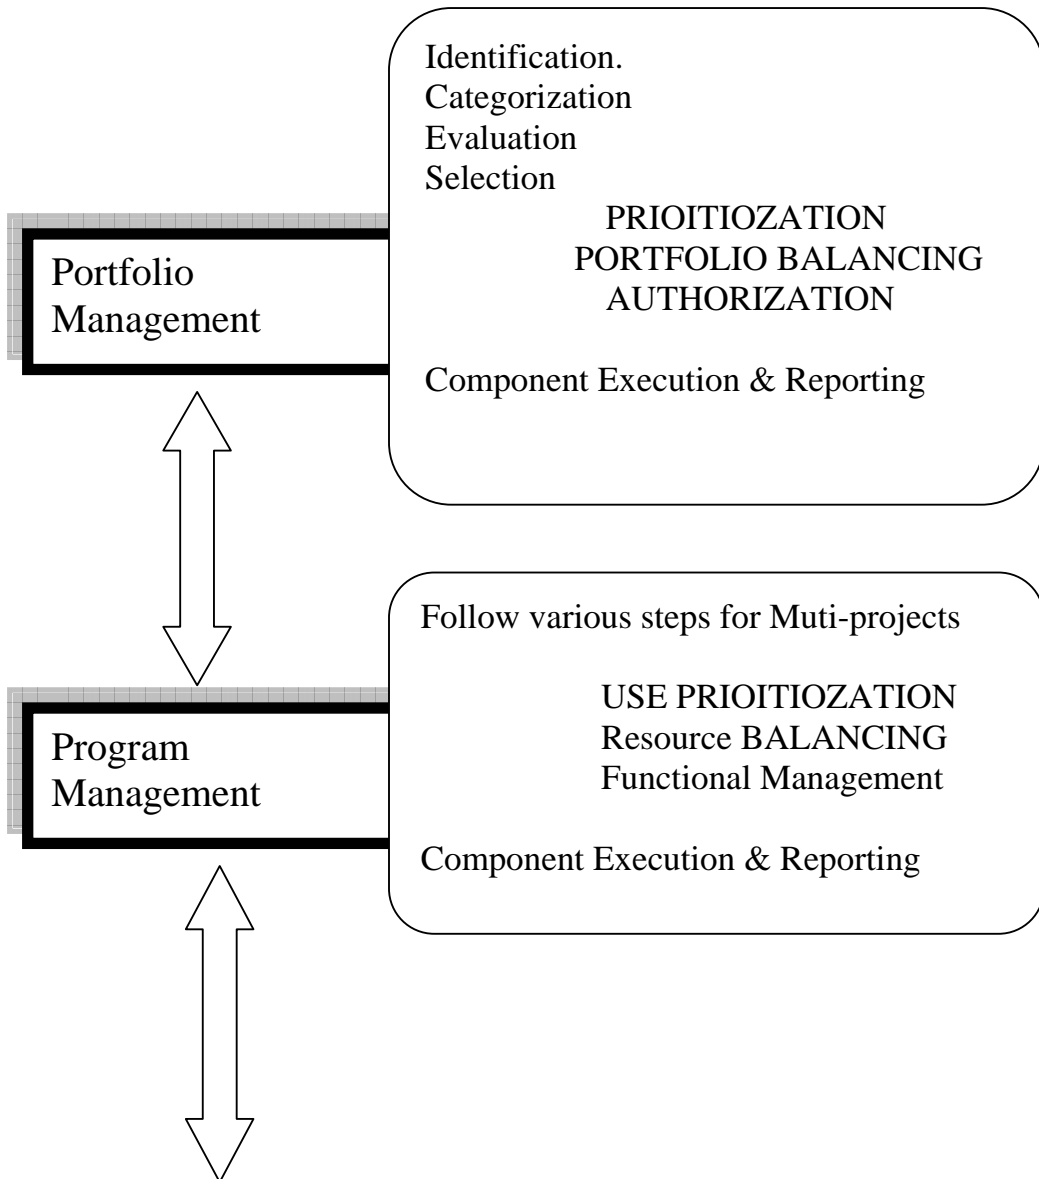 Identification.
Categorization
Evaluation
Selection
PRIOITIOZATION
PORTFOLIO BALANCING
AUTHORIZATION
Component Execution & Reporting
Portfolio
Management
Follow various steps for Muti-projects
USE PRIOITIOZATION
Resource BALANCING
Functional Management
Component Execution & Reporting
Program
Management